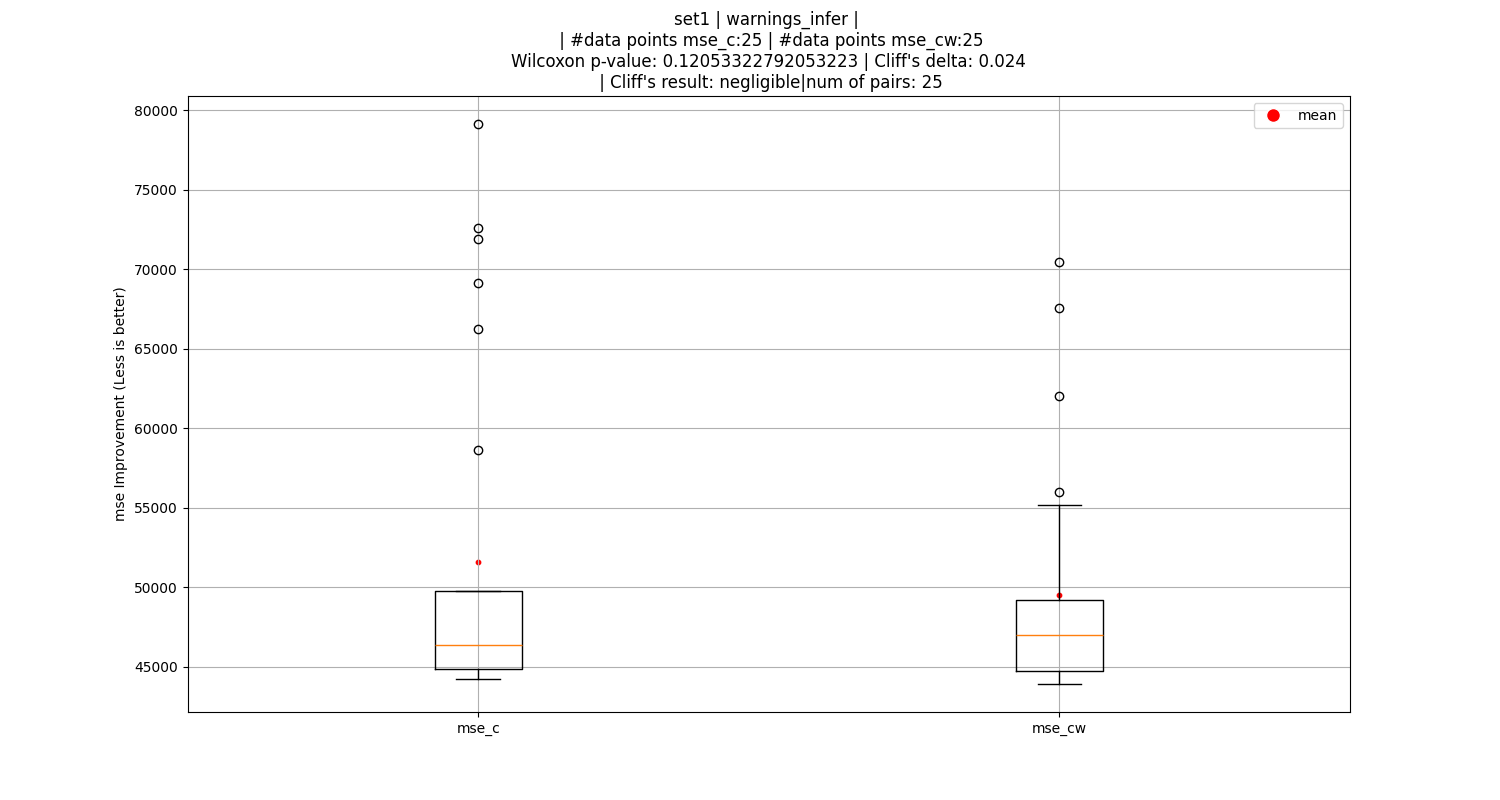 set1 | warnings_infer |
| #data points mse_c:25 | #data points mse_cw:25
Wilcoxon p-value: 0.12053322792053223 | Cliff's delta: 0.024
| Cliff's result: negligible|num of pairs: 25
mean
mse Improvement (Less is better)
80000
75000
70000
65000
60000
55000
50000
45000
mse_c
mse_cw